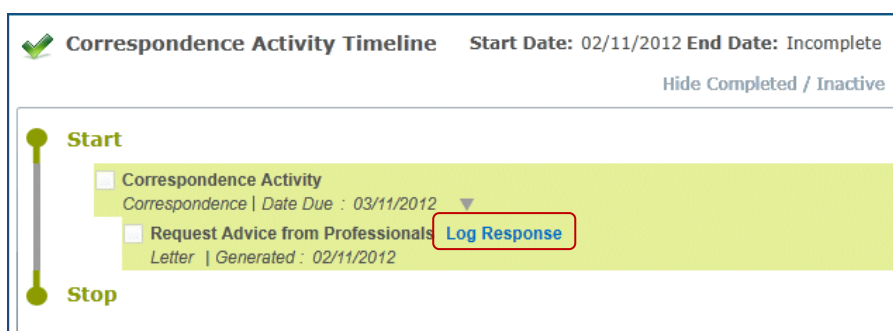 Correspondence Activity Timeline Start Date: 02/11/2012 End Date: Incomplete
Hide Completed / Inactive
Start
Correspondence Activity
Correspondence | Date Due : 03/11/2012
Request Advice from Professionals Log Response
Letter | Generated : 02/11/2012
Stop